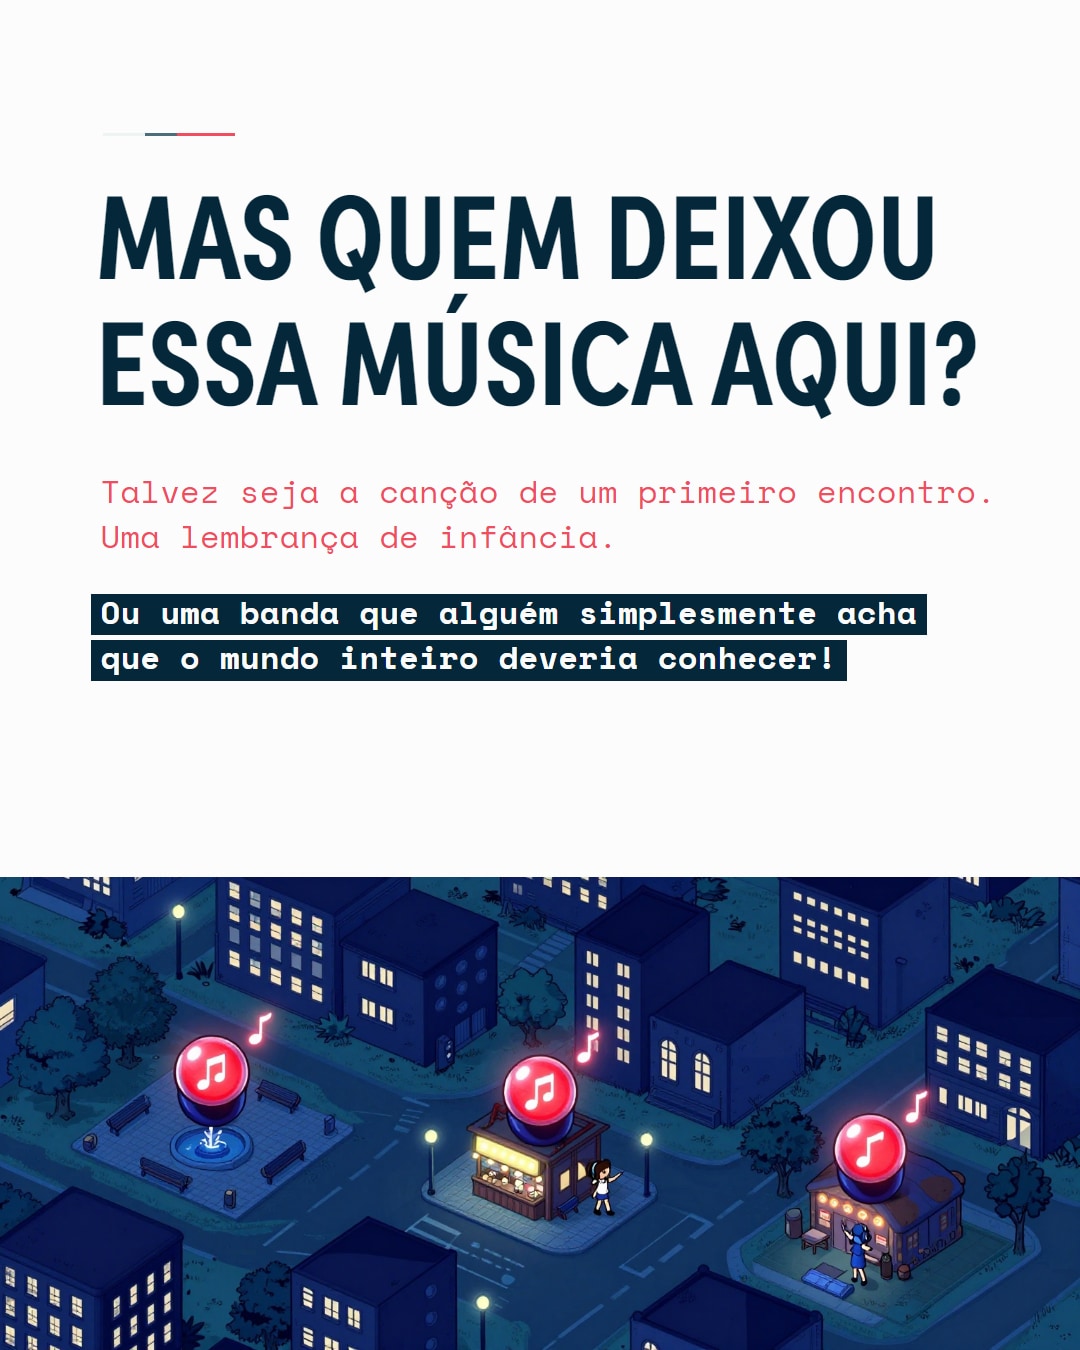 MAS QUEM DEIXOU
ESSA MÚSICA AQUI?
Talvez seja a canção de um primeiro encontro.
Uma lembrança de infância.
Ou uma banda que alguém simplesmente acha
que o mundo inteiro deveria conhecer!